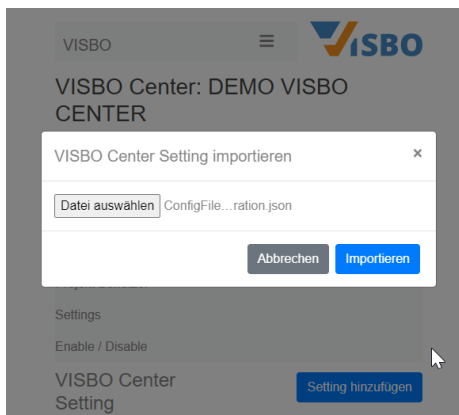 VISBO
VISBO
VISBO Center: DEMO VISBO
CENTER
VISBO Center Setting importieren ×
Datei auswählen ConfigFile…ration.json
Abbrechen Importieren
Settings
Enable / Disable
VISBO Center
Setting
Setting hinzufügen